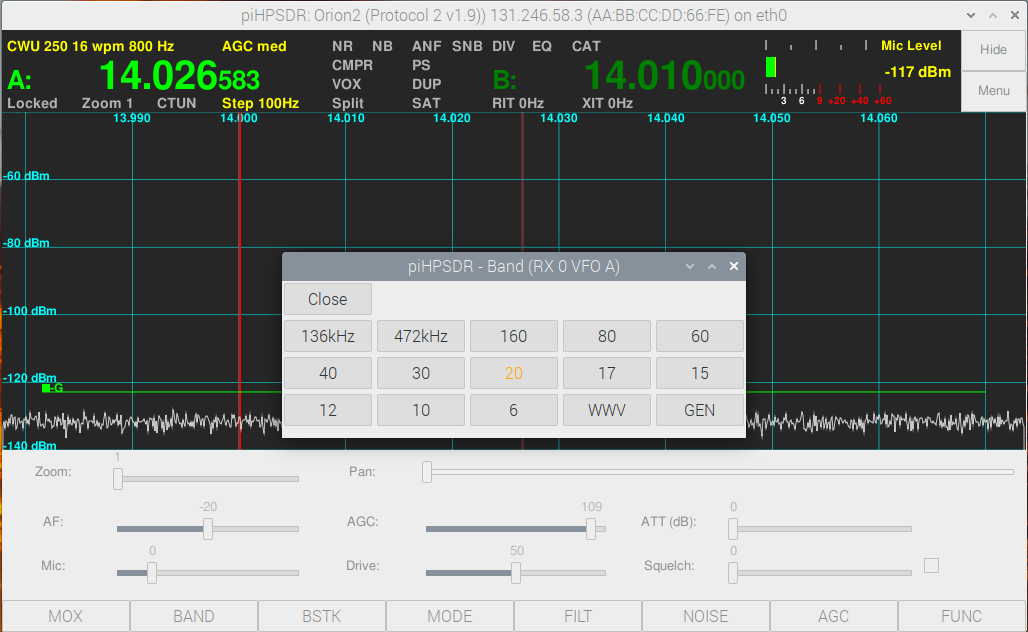 piHPSDR: Orion2 (Protocol 2 v1.9)) 131.246.58.3 (AA:BB:CC:DD:66:FE) on eth0
CWU 250 16 wpm 800 Hz AGC med NR NB ANF SNB DIV EQ CAT Mic Level Hide
CMPR PS
A: 14.026583 VOX DUP B: 14.010000 -117 dBm Menu
Locked Zoom 1 CTUN Step 100Hz Split SAT RIT 0Hz XIT 0Hz 3 6 9 +20 +40 +60
13.990 14.000 14.010 14.020 14.030 14.040 14.050 14.060
-60 dBm
-80 dBm
-100 dBm
-120 dBm
-G
-140 dBm
piHPSDR - Band (RX 0 VFO A)
Close
136kHz 472kHz 160 80 60
40 30 20 17 15
12 10 6 WWV GEN
Zoom: 1 Pan:
AF: -20 AGC: 109 ATT (dB): 0
Mic: 0 Drive: 50 Squelch: 0
MOX BAND BSTK MODE FILT NOISE AGC FUNC